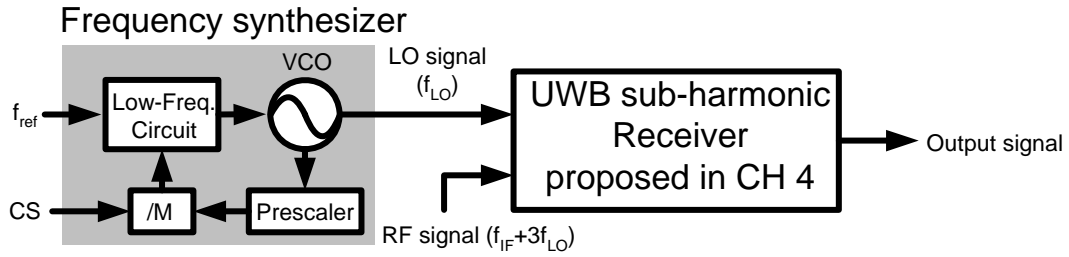 Frequency synthesizer
VCO
LO signal
(f_LO)
f_ref
Low-Freq.
Circuit
UWB sub-harmonic
Receiver
proposed in CH 4
Output signal
CS
/M
Prescaler
RF signal (f_IF+3f_LO)